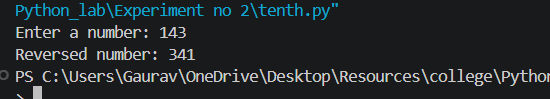 Python_lab\Experiment no 2\tenth.py"
Enter a number: 143
Reversed number: 341
PS C:\Users\Gaurav\OneDrive\Desktop\Resources\college\Python
>